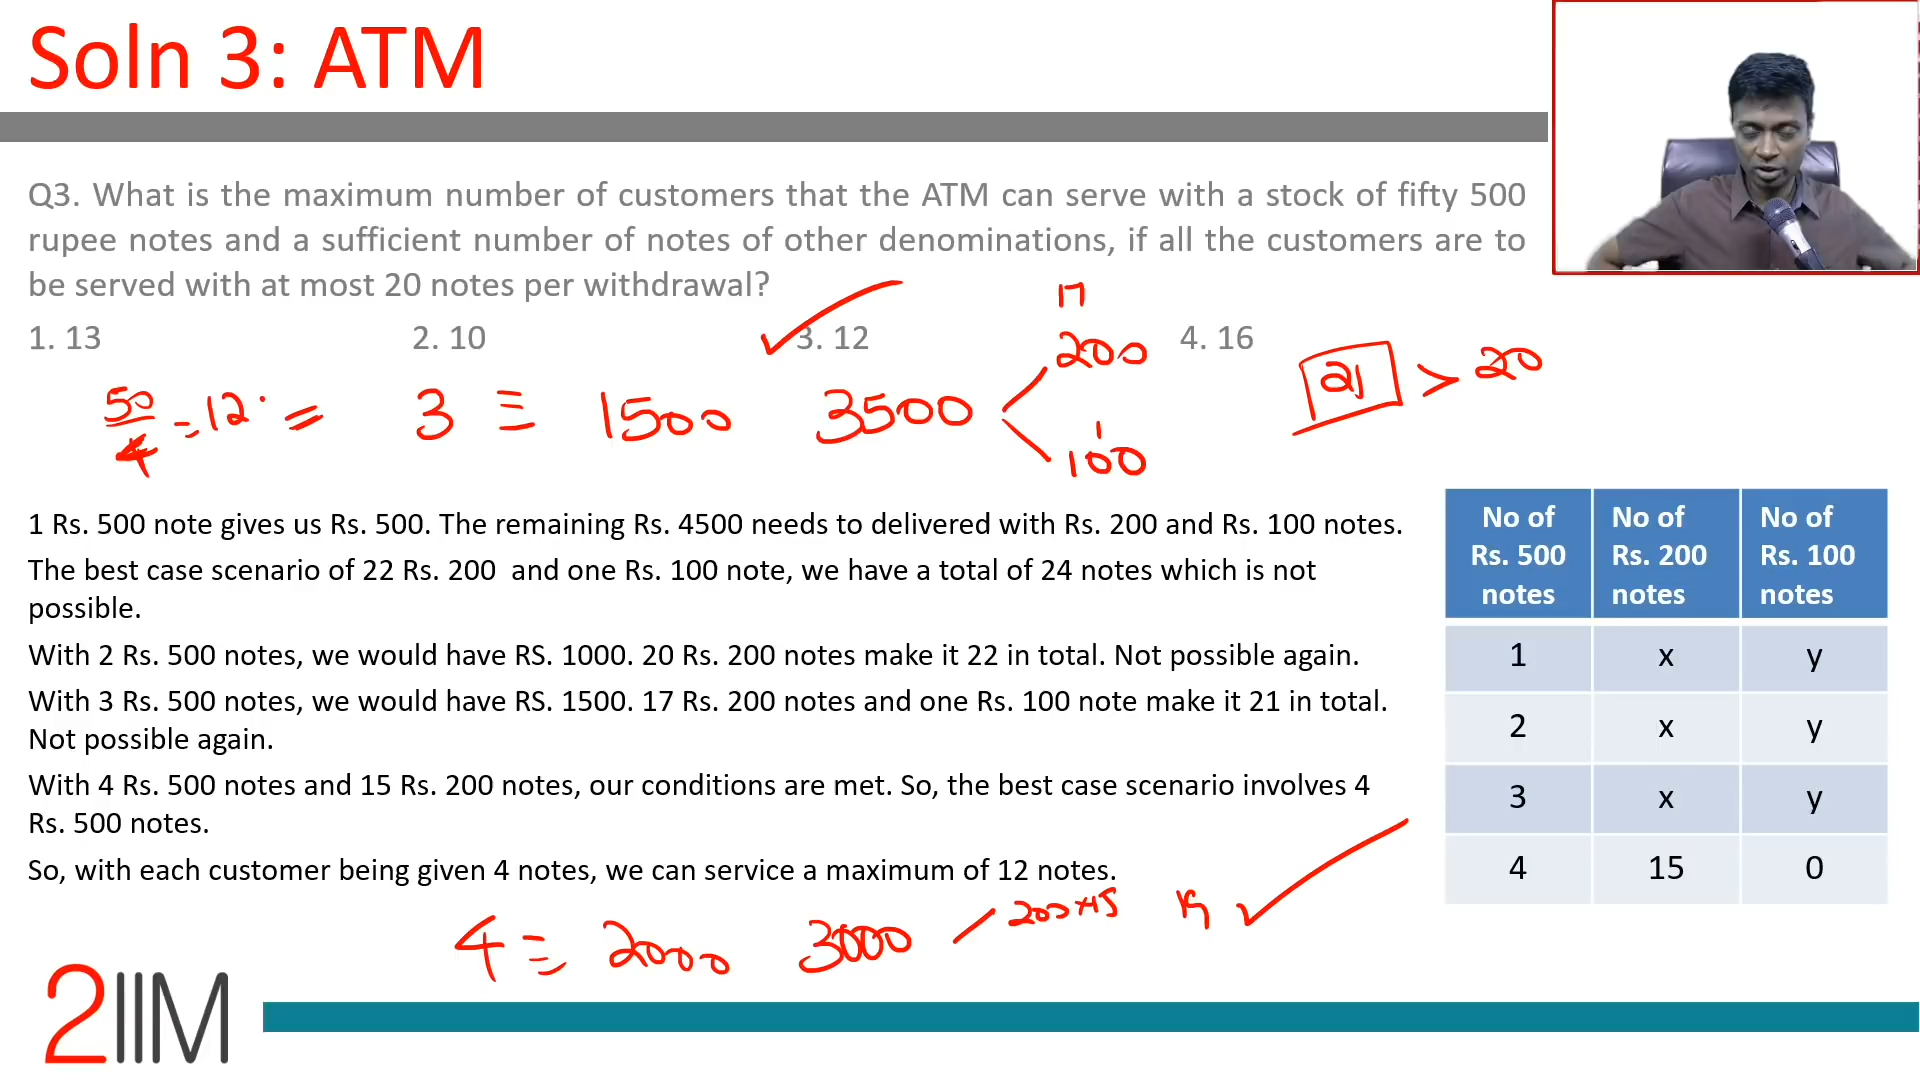 Soln 3: ATM
Q3. What is the maximum number of customers that the ATM can serve with a stock of fifty 500
rupee notes and a sufficient number of notes of other denominations, if all the customers are to
be served with at most 20 notes per withdrawal?
1. 13 2. 10 3. 12 4. 16
17
200
21 > 20
50/4 = 12 = 3 ≡ 1500 3500
1
100
1 Rs. 500 note gives us Rs. 500. The remaining Rs. 4500 needs to delivered with Rs. 200 and Rs. 100 notes.
The best case scenario of 22 Rs. 200 and one Rs. 100 note, we have a total of 24 notes which is not
possible.
With 2 Rs. 500 notes, we would have RS. 1000. 20 Rs. 200 notes make it 22 in total. Not possible again.
With 3 Rs. 500 notes, we would have RS. 1500. 17 Rs. 200 notes and one Rs. 100 note make it 21 in total.
Not possible again.
With 4 Rs. 500 notes and 15 Rs. 200 notes, our conditions are met. So, the best case scenario involves 4
Rs. 500 notes.
So, with each customer being given 4 notes, we can service a maximum of 12 notes.
No of No of No of
Rs. 500 Rs. 200 Rs. 100
notes notes notes
1 x y
2 x y
3 x y
4 15 0
200×15 19
4 ≡ 2000 3000
2IIM